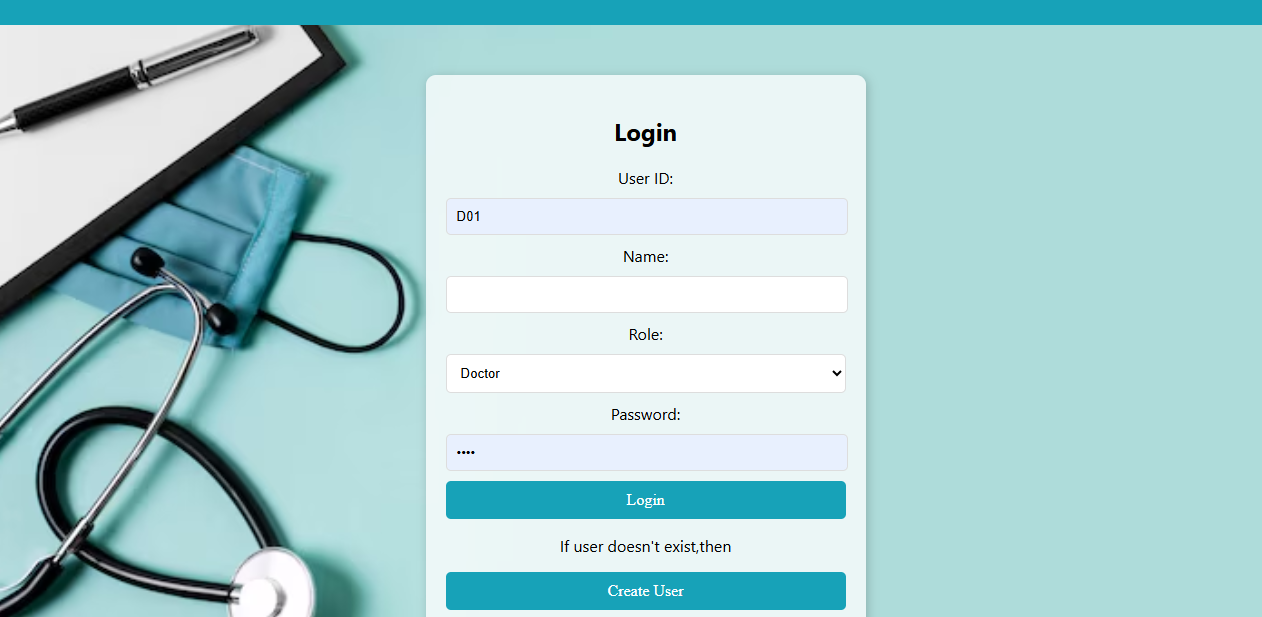 Login
User ID:
D01
Name:
Role:
Doctor
Password:
••••
Login
If user doesn't exist,then
Create User